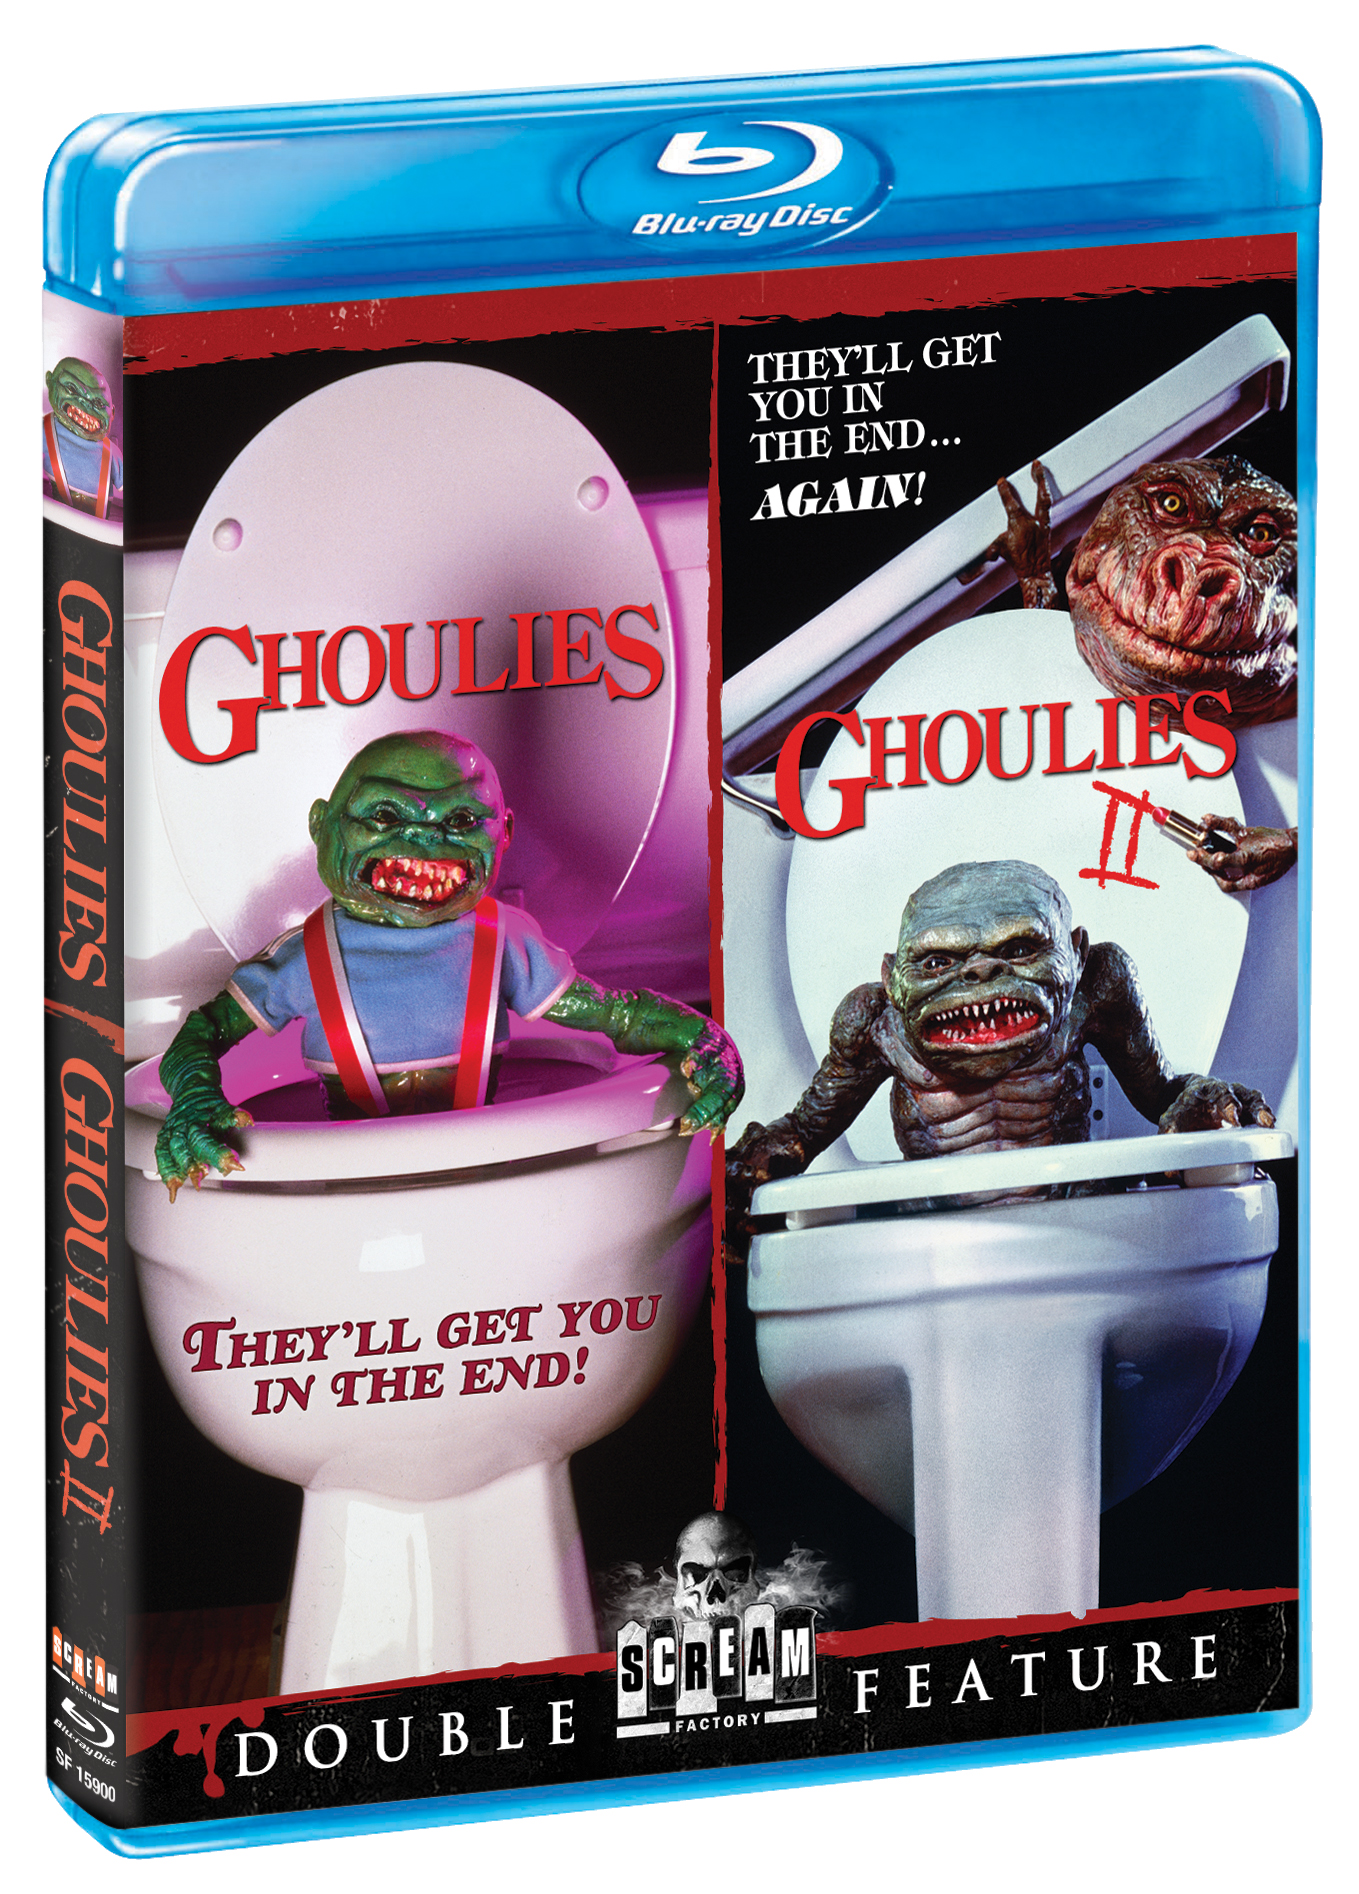 Blu-ray Disc
THEY'LL GET
YOU IN
THE END...
AGAIN!
GHOULIES
GHOULIES
II
THEY'LL GET YOU
IN THE END!
DOUBLE
SCREAM
FACTORY
FEATURE
GHOULIES / GHOULIES II
SCREAM
FACTORY
Blu-ray Disc
SF 15900